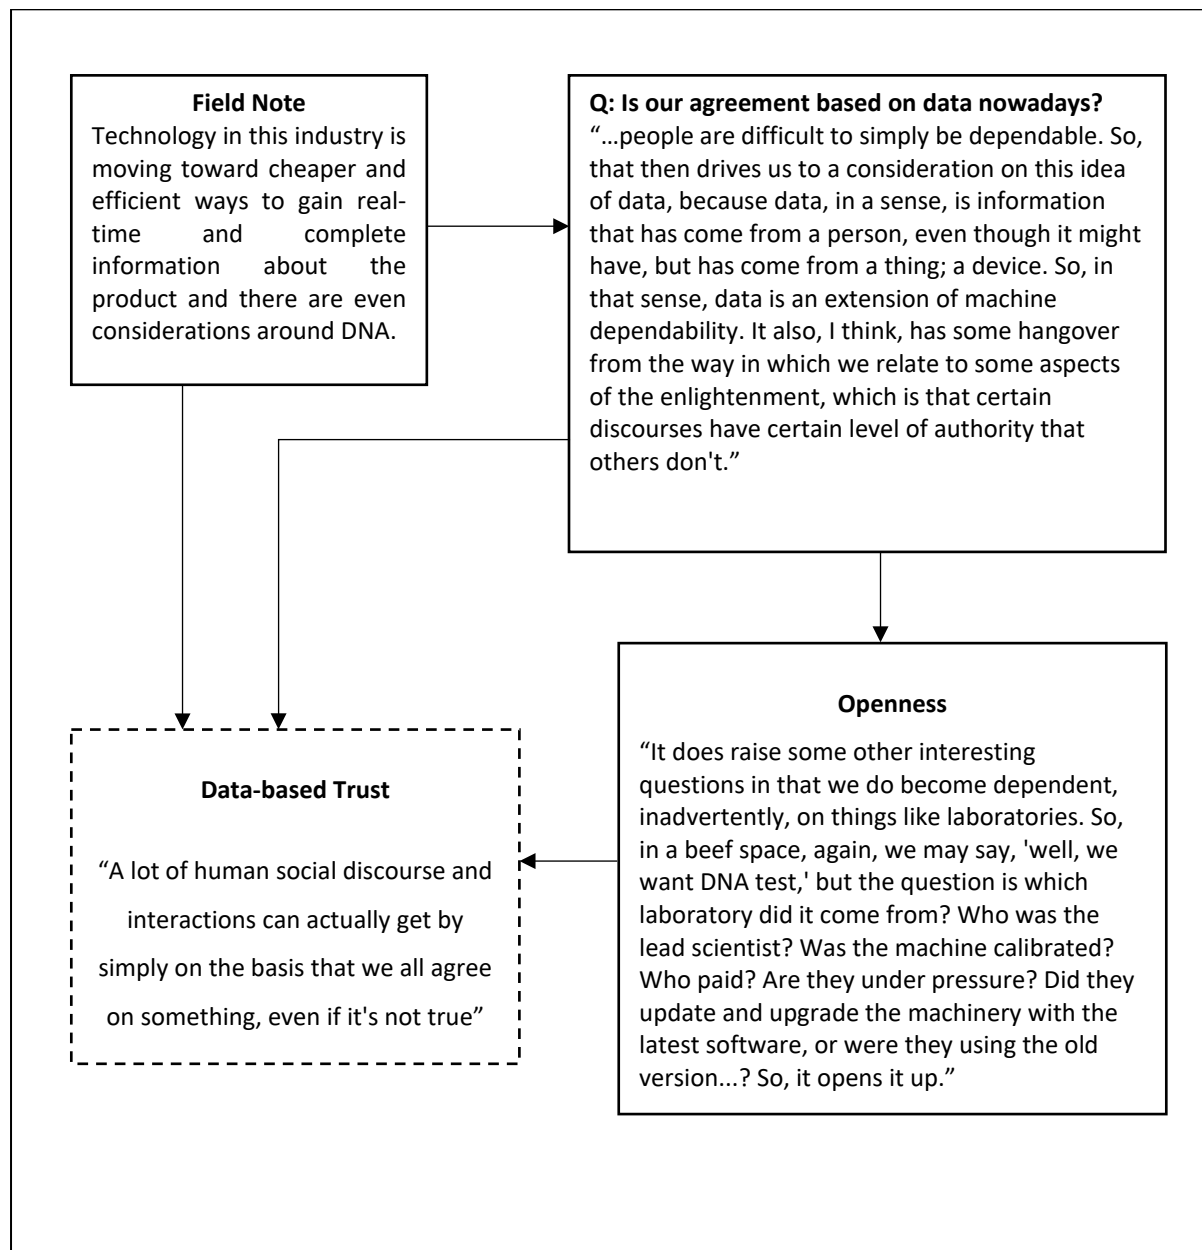 Field Note
Technology in this industry is
moving toward cheaper and
efficient ways to gain real-
time and complete
information about the
product and there are even
considerations around DNA.
Q: Is our agreement based on data nowadays?
“…people are difficult to simply be dependable. So,
that then drives us to a consideration on this idea
of data, because data, in a sense, is information
that has come from a person, even though it might
have, but has come from a thing; a device. So, in
that sense, data is an extension of machine
dependability. It also, I think, has some hangover
from the way in which we relate to some aspects
of the enlightenment, which is that certain
discourses have certain level of authority that
others don't.”
Data-based Trust
“A lot of human social discourse and
interactions can actually get by
simply on the basis that we all agree
on something, even if it's not true”
Openness
“It does raise some other interesting
questions in that we do become dependent,
inadvertently, on things like laboratories. So,
in a beef space, again, we may say, 'well, we
want DNA test,' but the question is which
laboratory did it come from? Who was the
lead scientist? Was the machine calibrated?
Who paid? Are they under pressure? Did they
update and upgrade the machinery with the
latest software, or were they using the old
version...? So, it opens it up.”